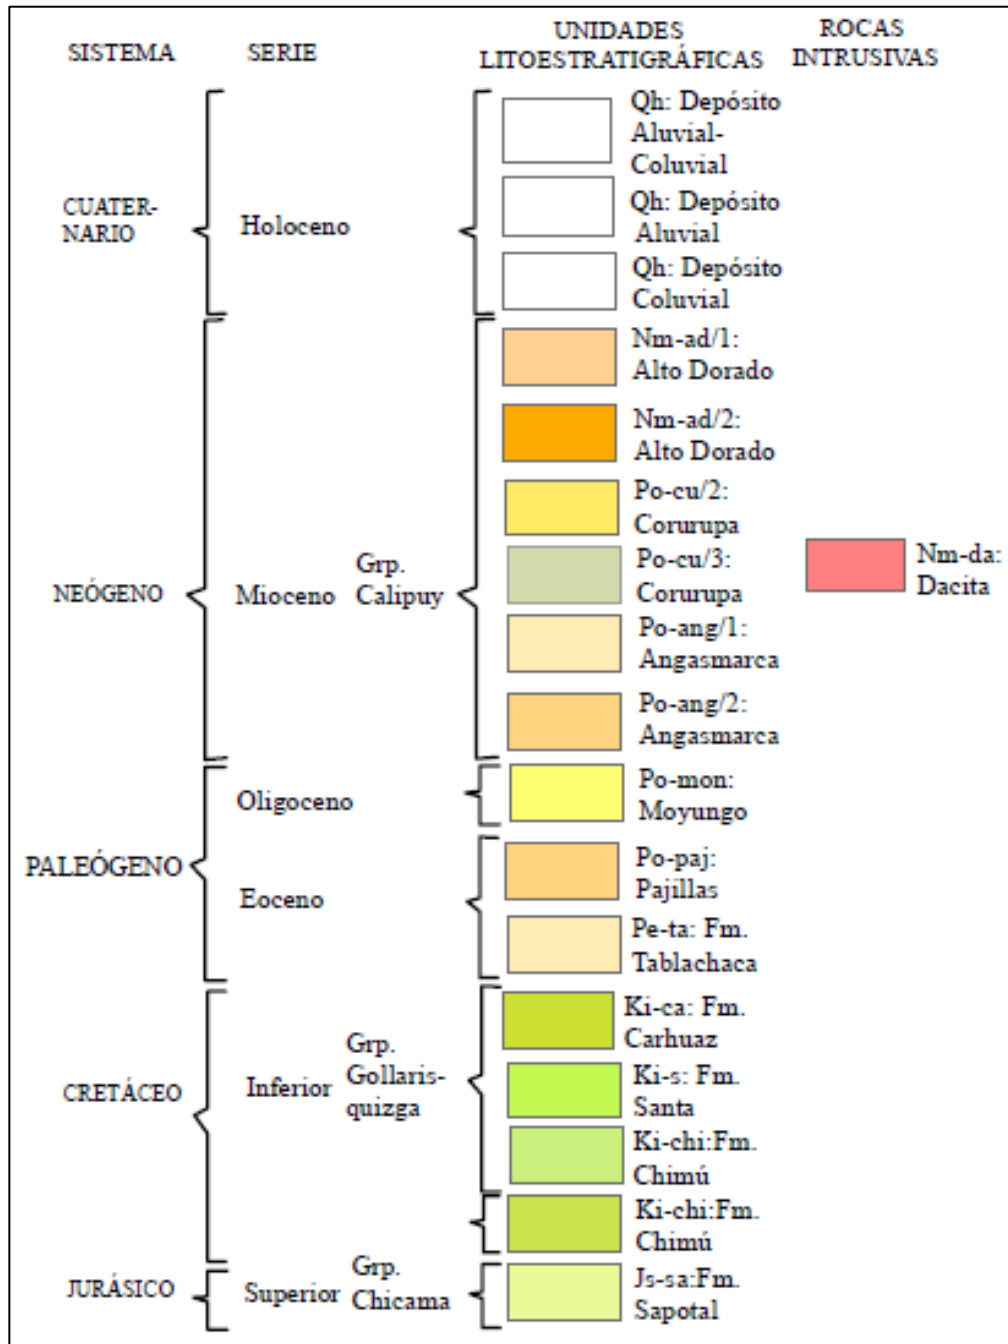 SISTEMA
SERIE
UNIDADES
LITOESTRATIGRÁFICAS
ROCAS
INTRUSIVAS
CUATER-
NARIO
Holoceno
Qh: Depósito
Aluvial-
Coluvial
Qh: Depósito
Aluvial
Qh: Depósito
Coluvial
NEÓGENO
Mioceno
Grp.
Calipuy
Nm-ad/1:
Alto Dorado
Nm-ad/2:
Alto Dorado
Po-cu/2:
Corurupa
Po-cu/3:
Corurupa
Po-ang/1:
Angasmarca
Po-ang/2:
Angasmarca
Nm-da:
Dacita
PALEÓGENO
Oligoceno
Po-mon:
Moyungo
Eoceno
Po-paj:
Pajillas
Pe-ta: Fm.
Tablachaca
CRETÁCEO
Inferior
Grp.
Gollaris-
quizga
Ki-ca: Fm.
Carhuaz
Ki-s: Fm.
Santa
Ki-chi:Fm.
Chimú
Ki-chi:Fm.
Chimú
JURÁSICO
Superior
Grp.
Chicama
Js-sa:Fm.
Sapotal